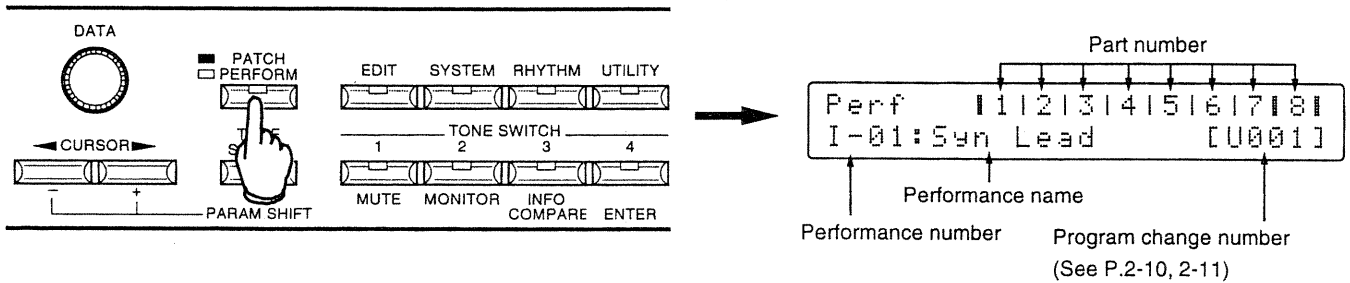 DATA
PATCH
PERFORM
EDIT SYSTEM RHYTHM UTILITY
◄CURSOR►
TONE SWITCH
1 2 3 4
− +
MUTE MONITOR INFO COMPARE ENTER
PARAM SHIFT
Part number
Perf |1|2|3|4|5|6|7|8|
I-01:Syn Lead [U001]
Performance name
Performance number
Program change number
(See P.2-10, 2-11)